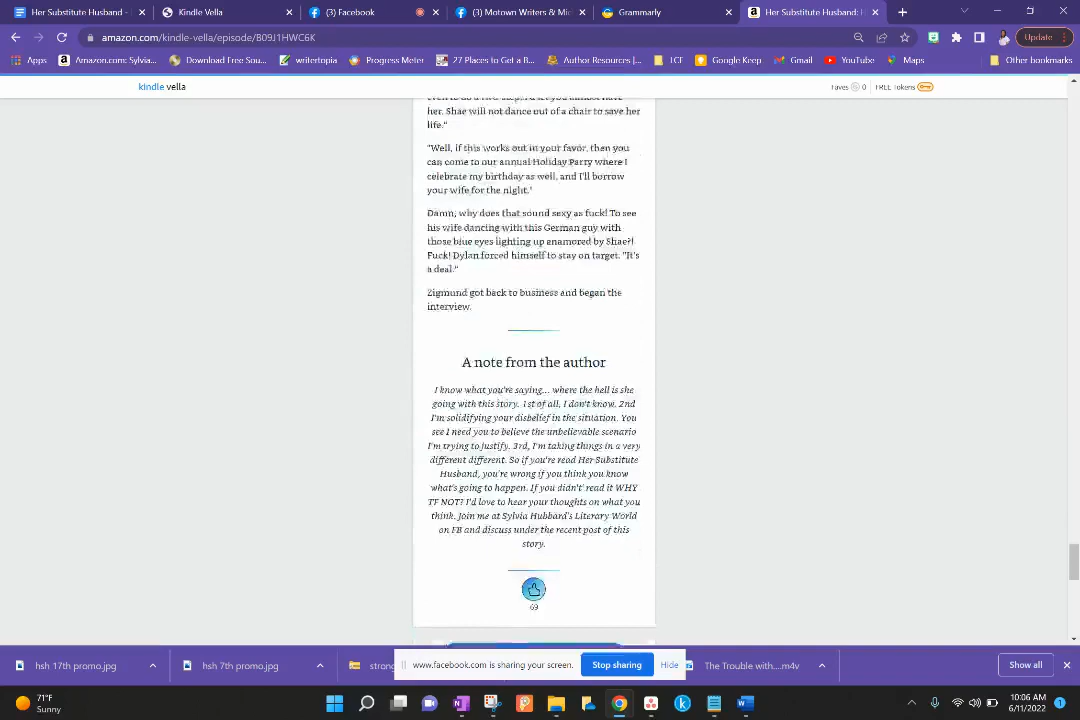 Her Substitute Husband -
Kindle Vella
(3) Facebook
(3) Motown Writers & Mic
Grammarly
Her Substitute Husband: H
amazon.com/kindle-vella/episode/B09J1HWC6K
Update
Apps
Amazon.com: Sylvia...
Download Free Sou...
writertopia
Progress Meter
27 Places to Get a B...
Author Resources |...
Google Keep
Gmail
YouTube
Maps
Other bookmarks
kindle vella
Faves 0
FREE Tokens
her. Shae will not dance out of a chair to save her
life."
"Well, if this works out in your favor, then you
can come to our annual Holiday Party where I
celebrate my birthday as well, and I'll borrow
your wife for the night."
Damn, why does that sound sexy as fuck! To see
his wife dancing with this German guy with
those blue eyes lighting up enamored by Shae?!
Fuck! Dylan forced himself to stay on target. "It's
a deal."
Zigmund got back to business and began the
interview.
A note from the author
I know what you're saying... where the hell is she
going with this story. 1st of all, I don't know. 2nd
I'm solidifying your disbelief in the situation. You
see I need you to believe the unbelievable scenario
I'm trying to justify. 3rd, I'm taking things in a very
different different. So if you're read Her Substitute
Husband, you're wrong if you think you know
what's going to happen. If you didn't' read it WHY
TF NOT? I'd love to hear your thoughts on what you
think. Join me at Sylvia Hubbard's Literary World
on FB and discuss under the recent post of this
story.
69
hsh 17th promo.jpg
hsh 7th promo.jpg
stron
www.facebook.com is sharing your screen.
Stop sharing
Hide
The Trouble with....m4v
Show all
71°F
Sunny
10:06 AM
6/11/2022